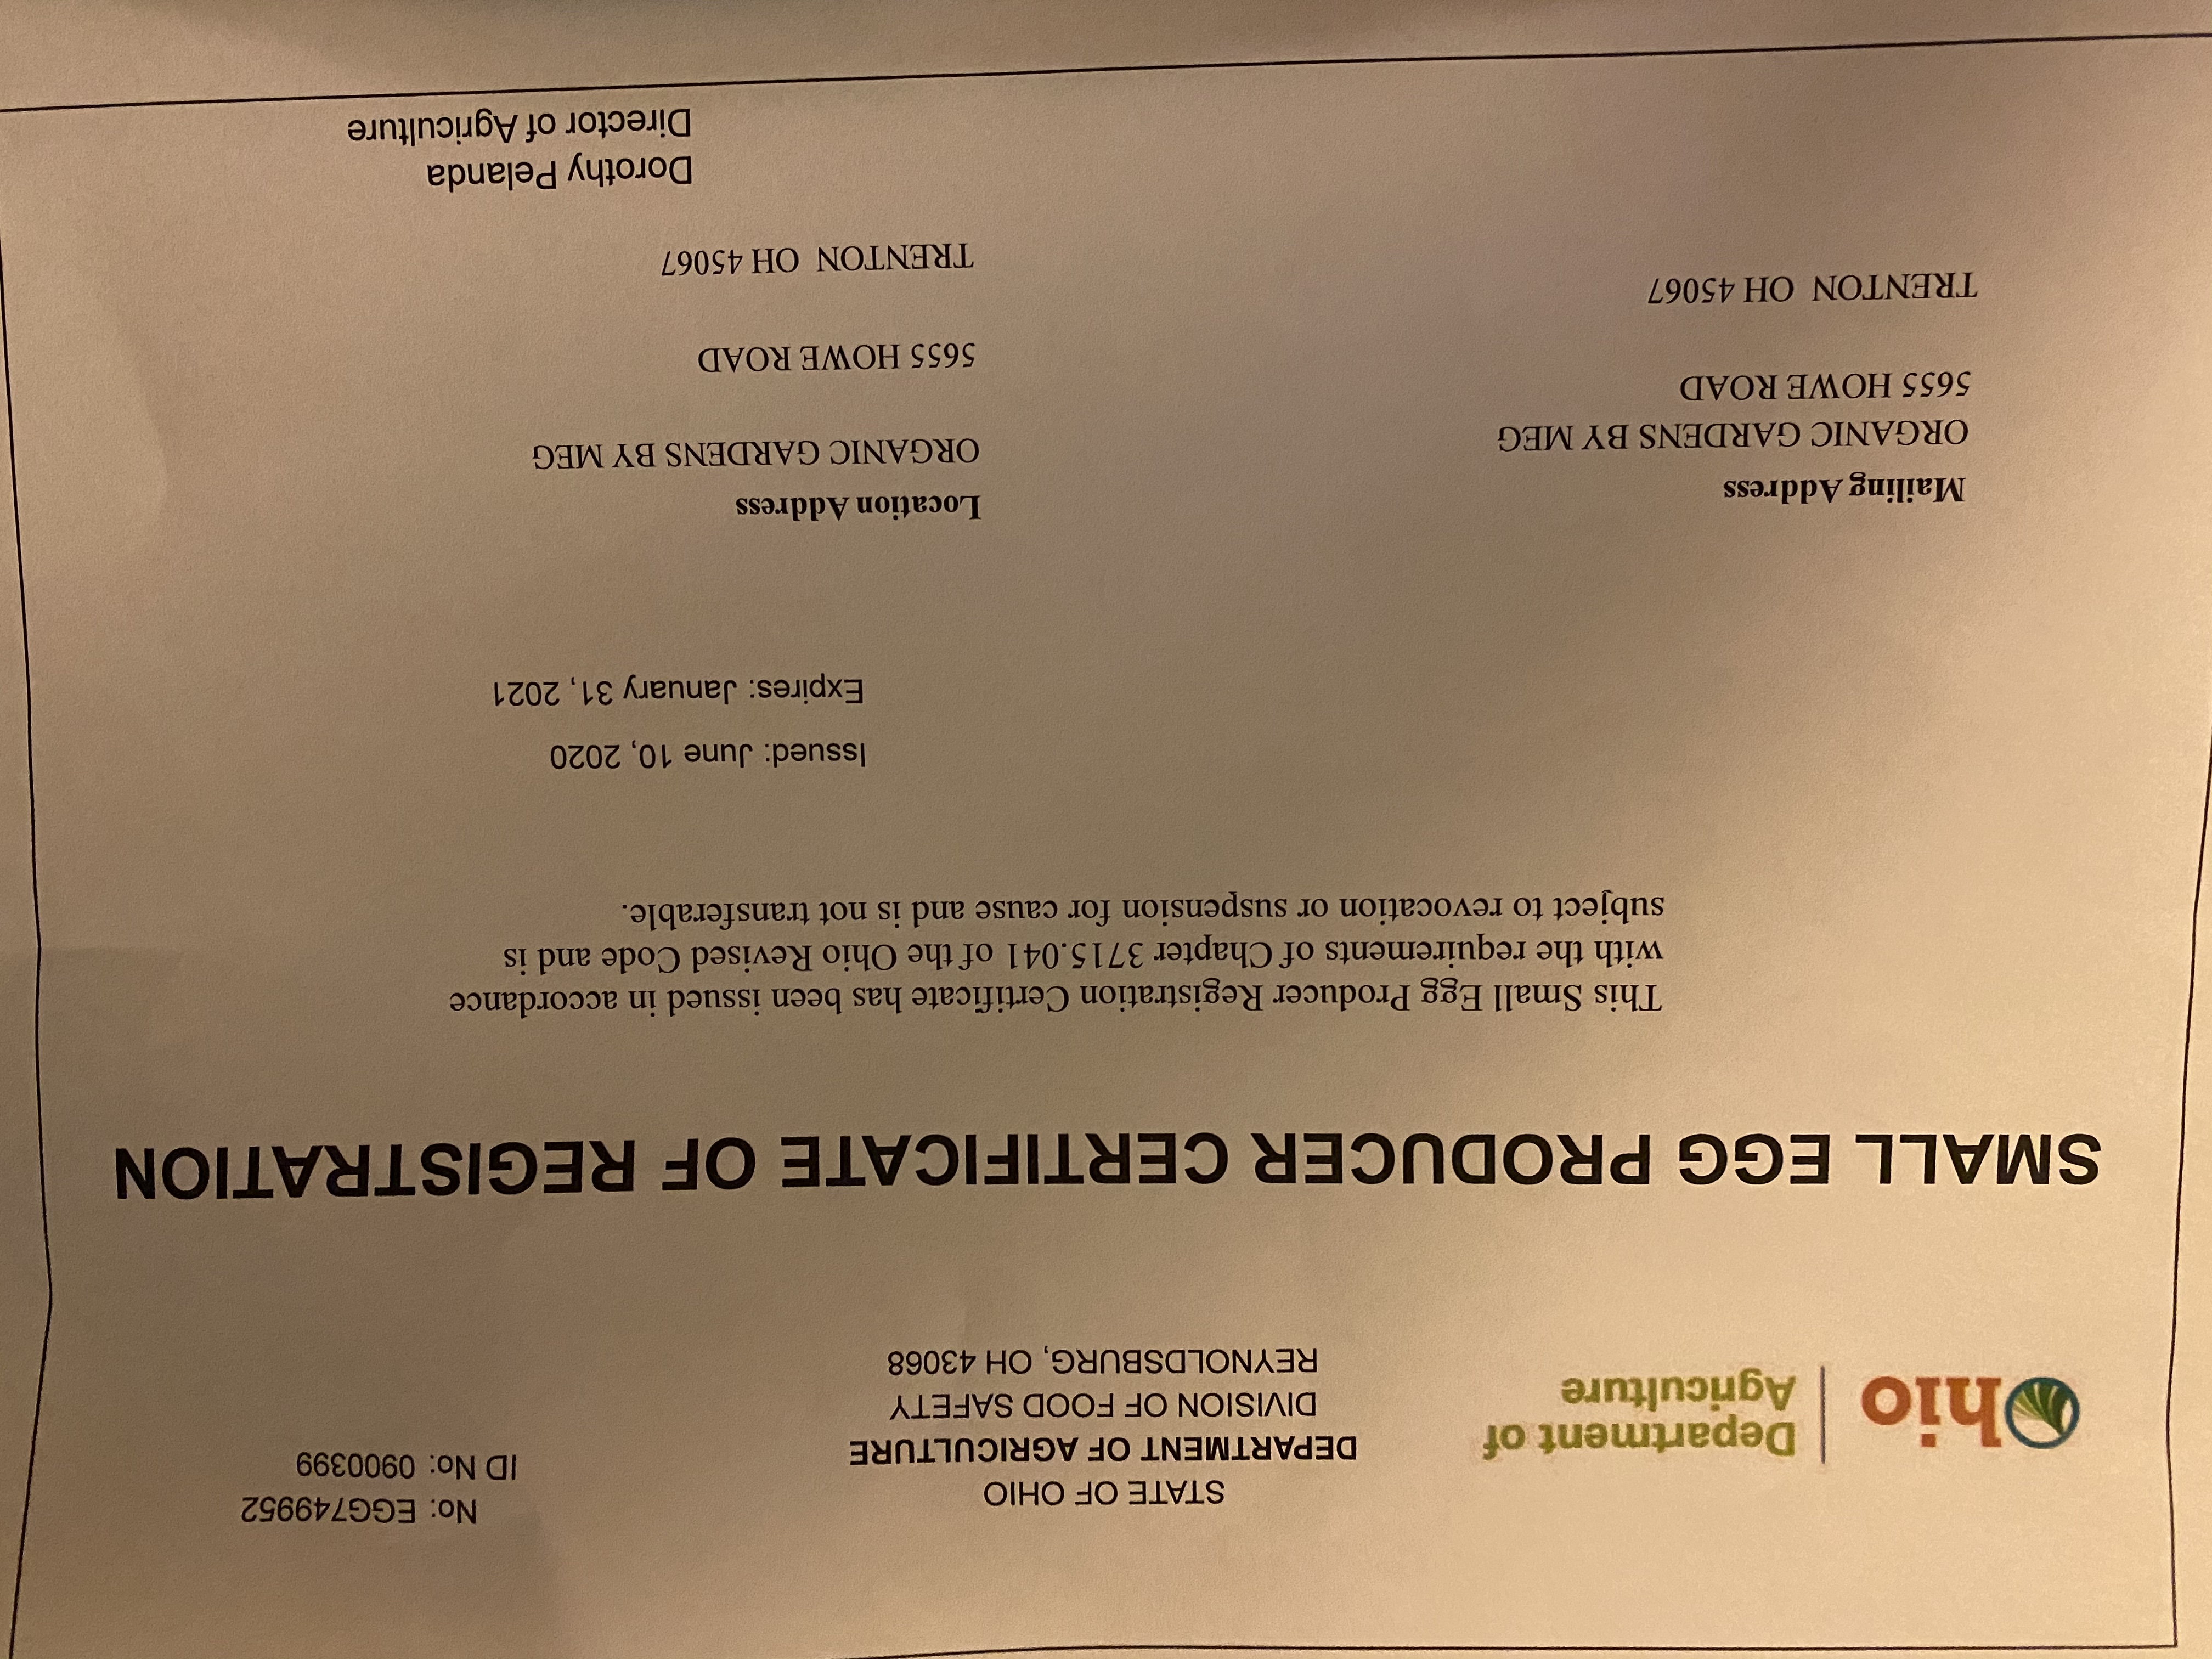 Ohio
Department of
Agriculture
STATE OF OHIO
DEPARTMENT OF AGRICULTURE
DIVISION OF FOOD SAFETY
REYNOLDSBURG, OH 43068
No: EGG749952
ID No: 0900399
SMALL EGG PRODUCER CERTIFICATE OF REGISTRATION
This Small Egg Producer Registration Certificate has been issued in accordance
with the requirements of Chapter 3715.041 of the Ohio Revised Code and is
subject to revocation or suspension for cause and is not transferable.
Issued: June 10, 2020
Expires: January 31, 2021
Mailing Address
ORGANIC GARDENS BY MEG
5655 HOWE ROAD
TRENTON OH 45067
Location Address
ORGANIC GARDENS BY MEG
5655 HOWE ROAD
TRENTON OH 45067
Dorothy Pelanda
Director of Agriculture